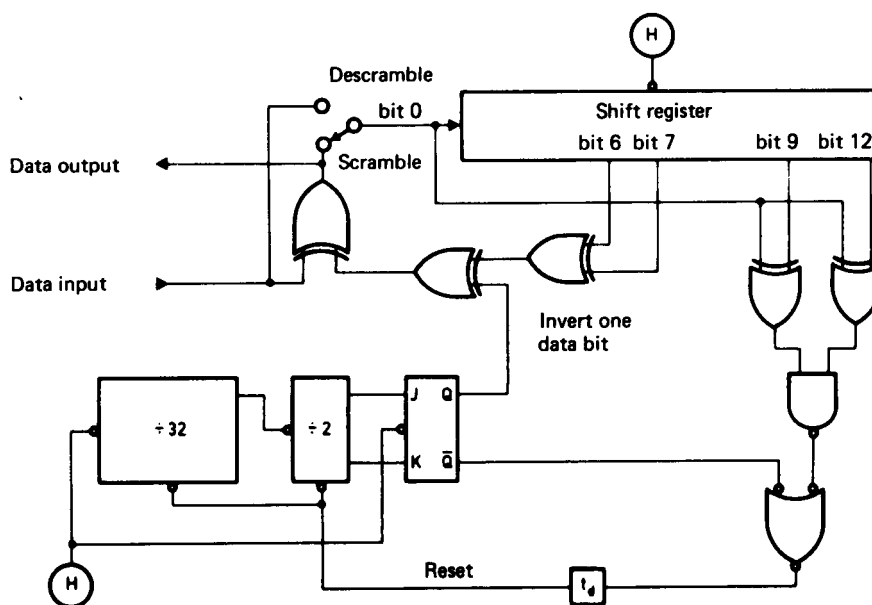 H
Descramble
bit 0
Shift register
bit 6 bit 7 bit 9 bit 12
Data output
Scramble
Data input
Invert one
data bit
÷ 32
÷ 2
J Q
K Q̅
Reset
t_d
H